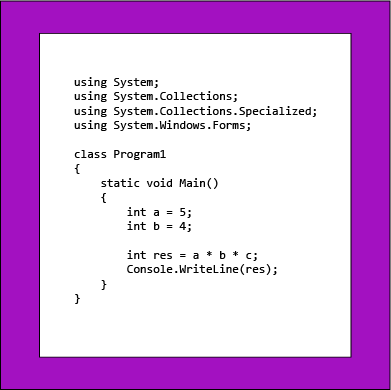 using System;
using System.Collections;
using System.Collections.Specialized;
using System.Windows.Forms;

class Program1
{
    static void Main()
    {
        int a = 5;
        int b = 4;

        int res = a * b * c;
        Console.WriteLine(res);
    }
}